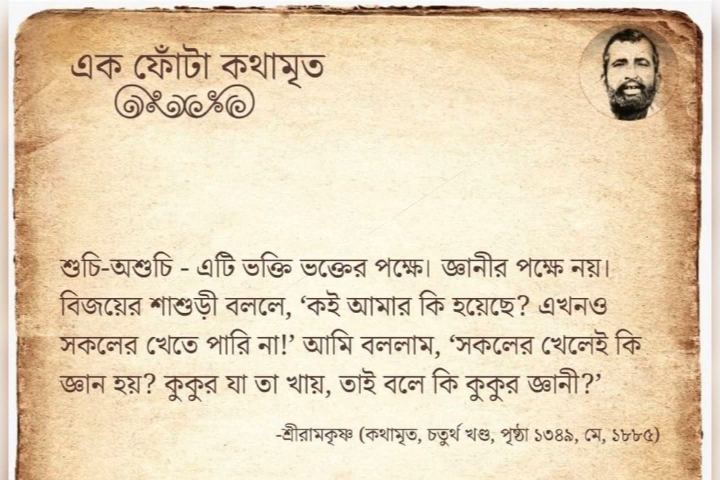 এক ফোঁটা কথামৃত
শুচি-অশুচি - এটি ভক্তি ভক্তের পক্ষে। জ্ঞানীর পক্ষে নয়।
বিজয়ের শাশুড়ী বললে, ‘কই আমার কি হয়েছে? এখনও
সকলের খেতে পারি না!’ আমি বললাম, ‘সকলের খেলেই কি
জ্ঞান হয়? কুকুর যা তা খায়, তাই বলে কি কুকুর জ্ঞানী?’
-শ্রীরামকৃষ্ণ (কথামৃত, চতুর্থ খণ্ড, পৃষ্ঠা ১৩৪৯, মে, ১৮৮৫)